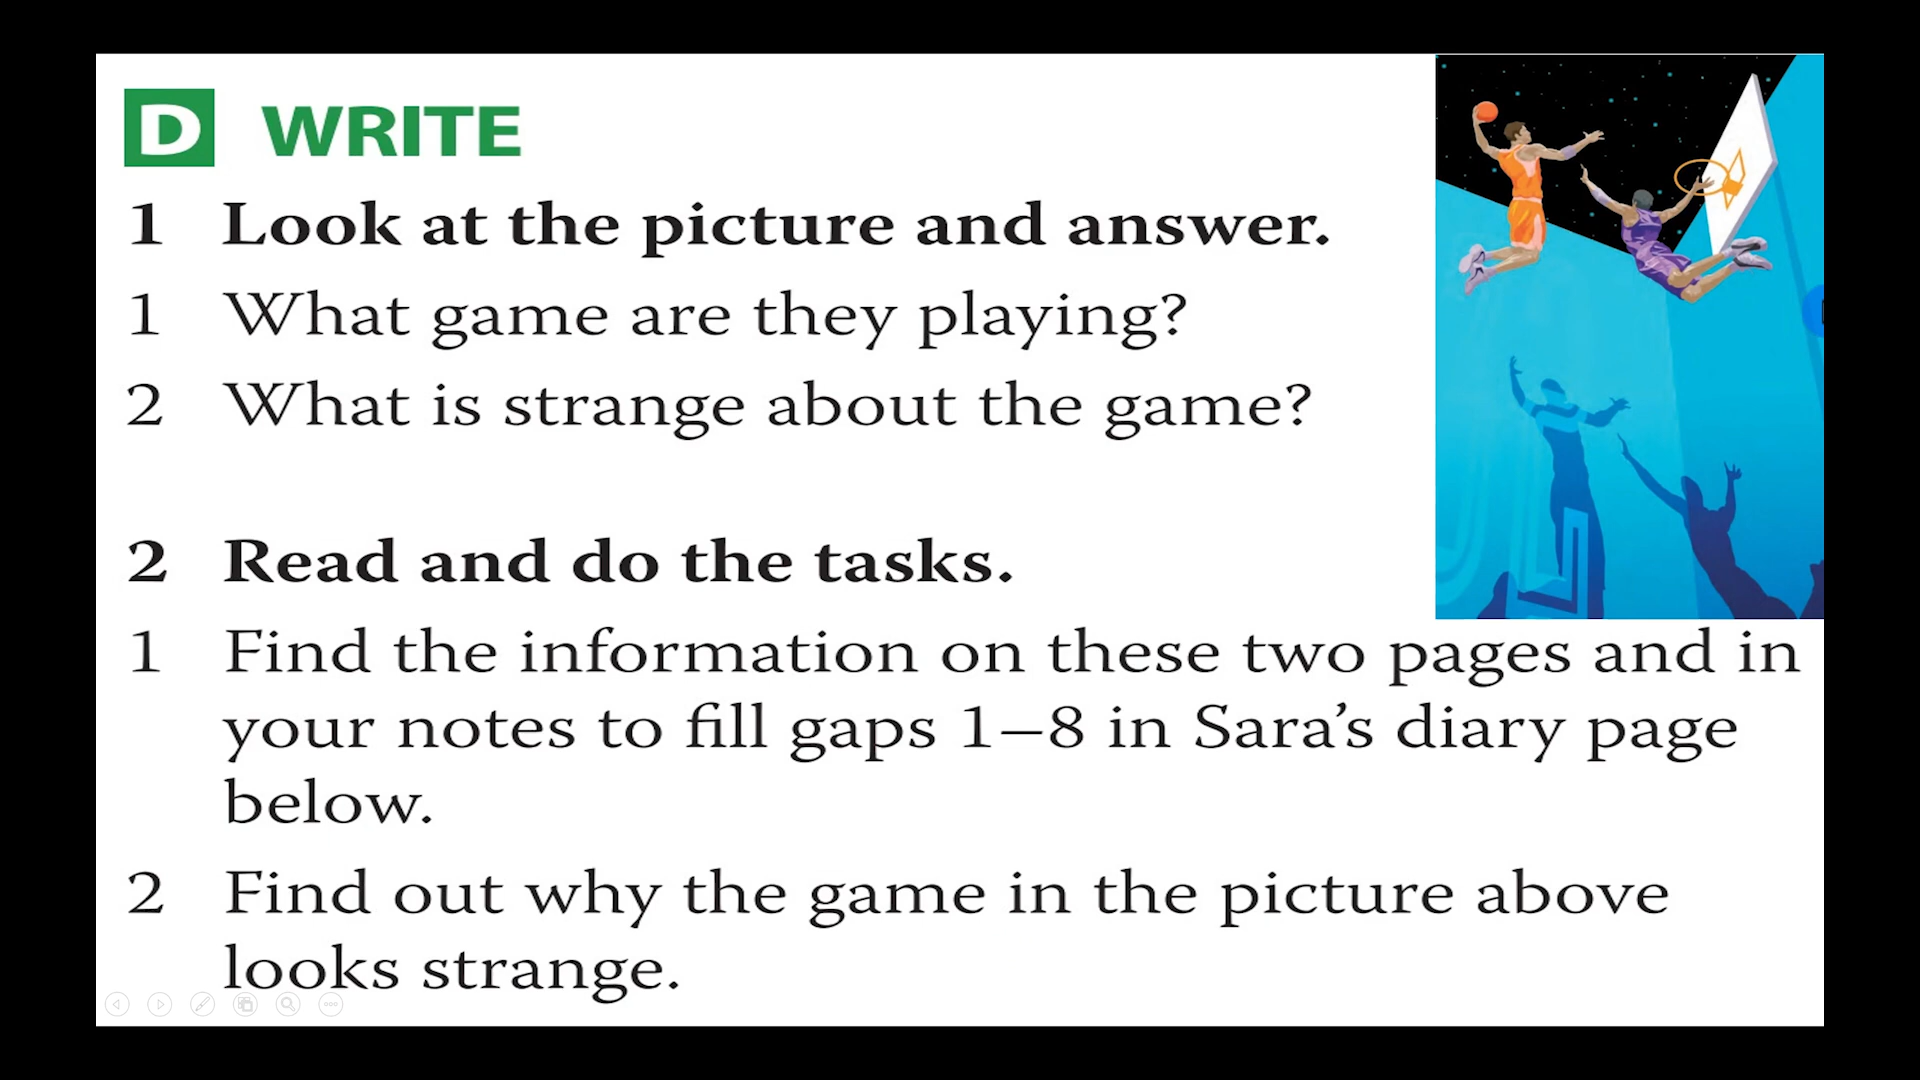 D WRITE
1 Look at the picture and answer.
1 What game are they playing?
2 What is strange about the game?
2 Read and do the tasks.
1 Find the information on these two pages and in
your notes to fill gaps 1–8 in Sara’s diary page
below.
2 Find out why the game in the picture above
looks strange.